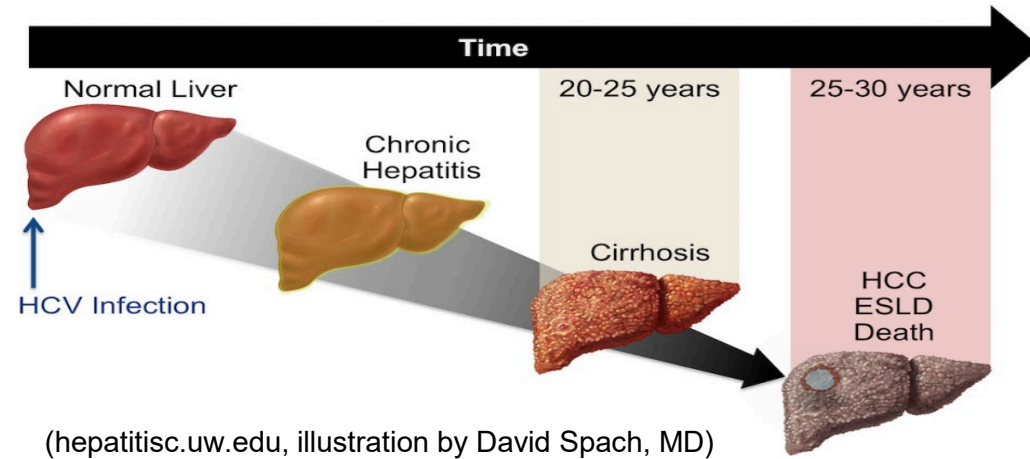 Time
Normal Liver
20-25 years
25-30 years
Chronic
Hepatitis
Cirrhosis
HCC
ESLD
Death
HCV Infection
(hepatitisc.uw.edu, illustration by David Spach, MD)